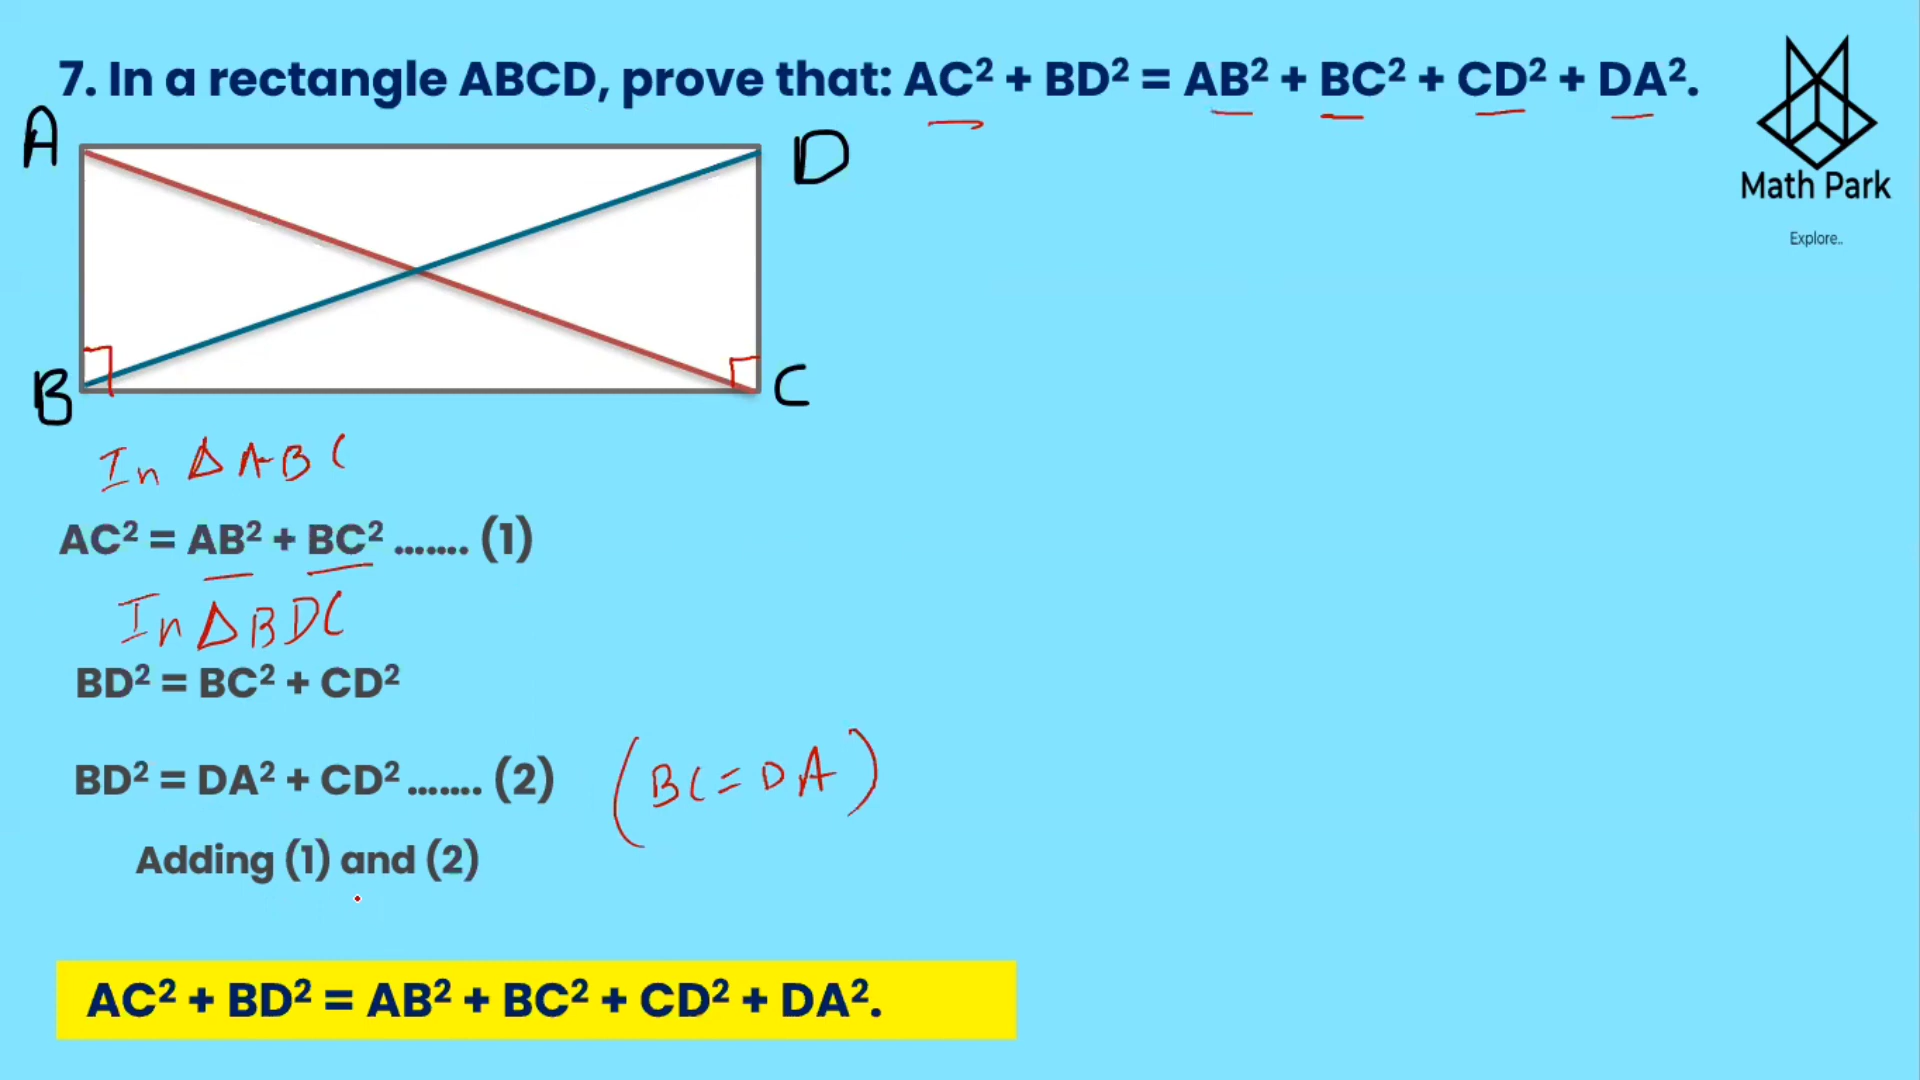 7. In a rectangle ABCD, prove that: AC² + BD² = AB² + BC² + CD² + DA².
Math Park
Explore..
A
D
B
C
In Δ ABC
AC² = AB² + BC² ....... (1)
In Δ BDC
BD² = BC² + CD²
BD² = DA² + CD² ....... (2) (BC = DA)
Adding (1) and (2)
AC² + BD² = AB² + BC² + CD² + DA².